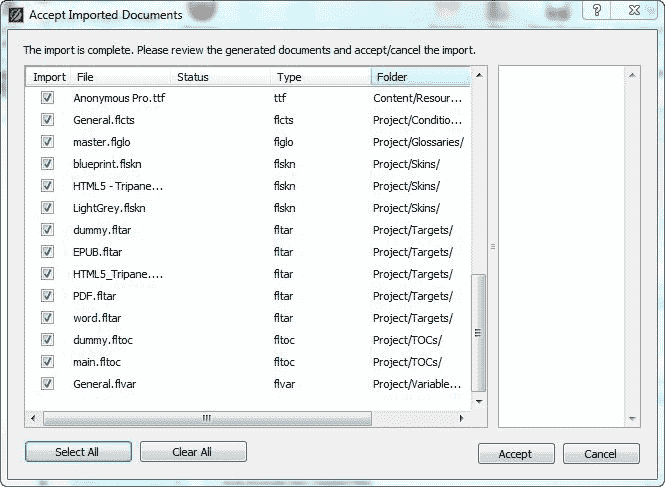 Accept Imported Documents
The import is complete. Please review the generated documents and accept/cancel the import.
Import File Status Type Folder
Anonymous Pro.ttf ttf Content/Resour...
General.flcts flcts Project/Conditio...
master.flglo flglo Project/Glossaries/
blueprint.flskn flskn Project/Skins/
HTML5 - Tripane... flskn Project/Skins/
LightGrey.flskn flskn Project/Skins/
dummy.fltar fltar Project/Targets/
EPUB.fltar fltar Project/Targets/
HTML5_Tripane.... fltar Project/Targets/
PDF.fltar fltar Project/Targets/
word.fltar fltar Project/Targets/
dummy.fltoc fltoc Project/TOCs/
main.fltoc fltoc Project/TOCs/
General.flvar flvar Project/Variable...
Select All Clear All Accept Cancel